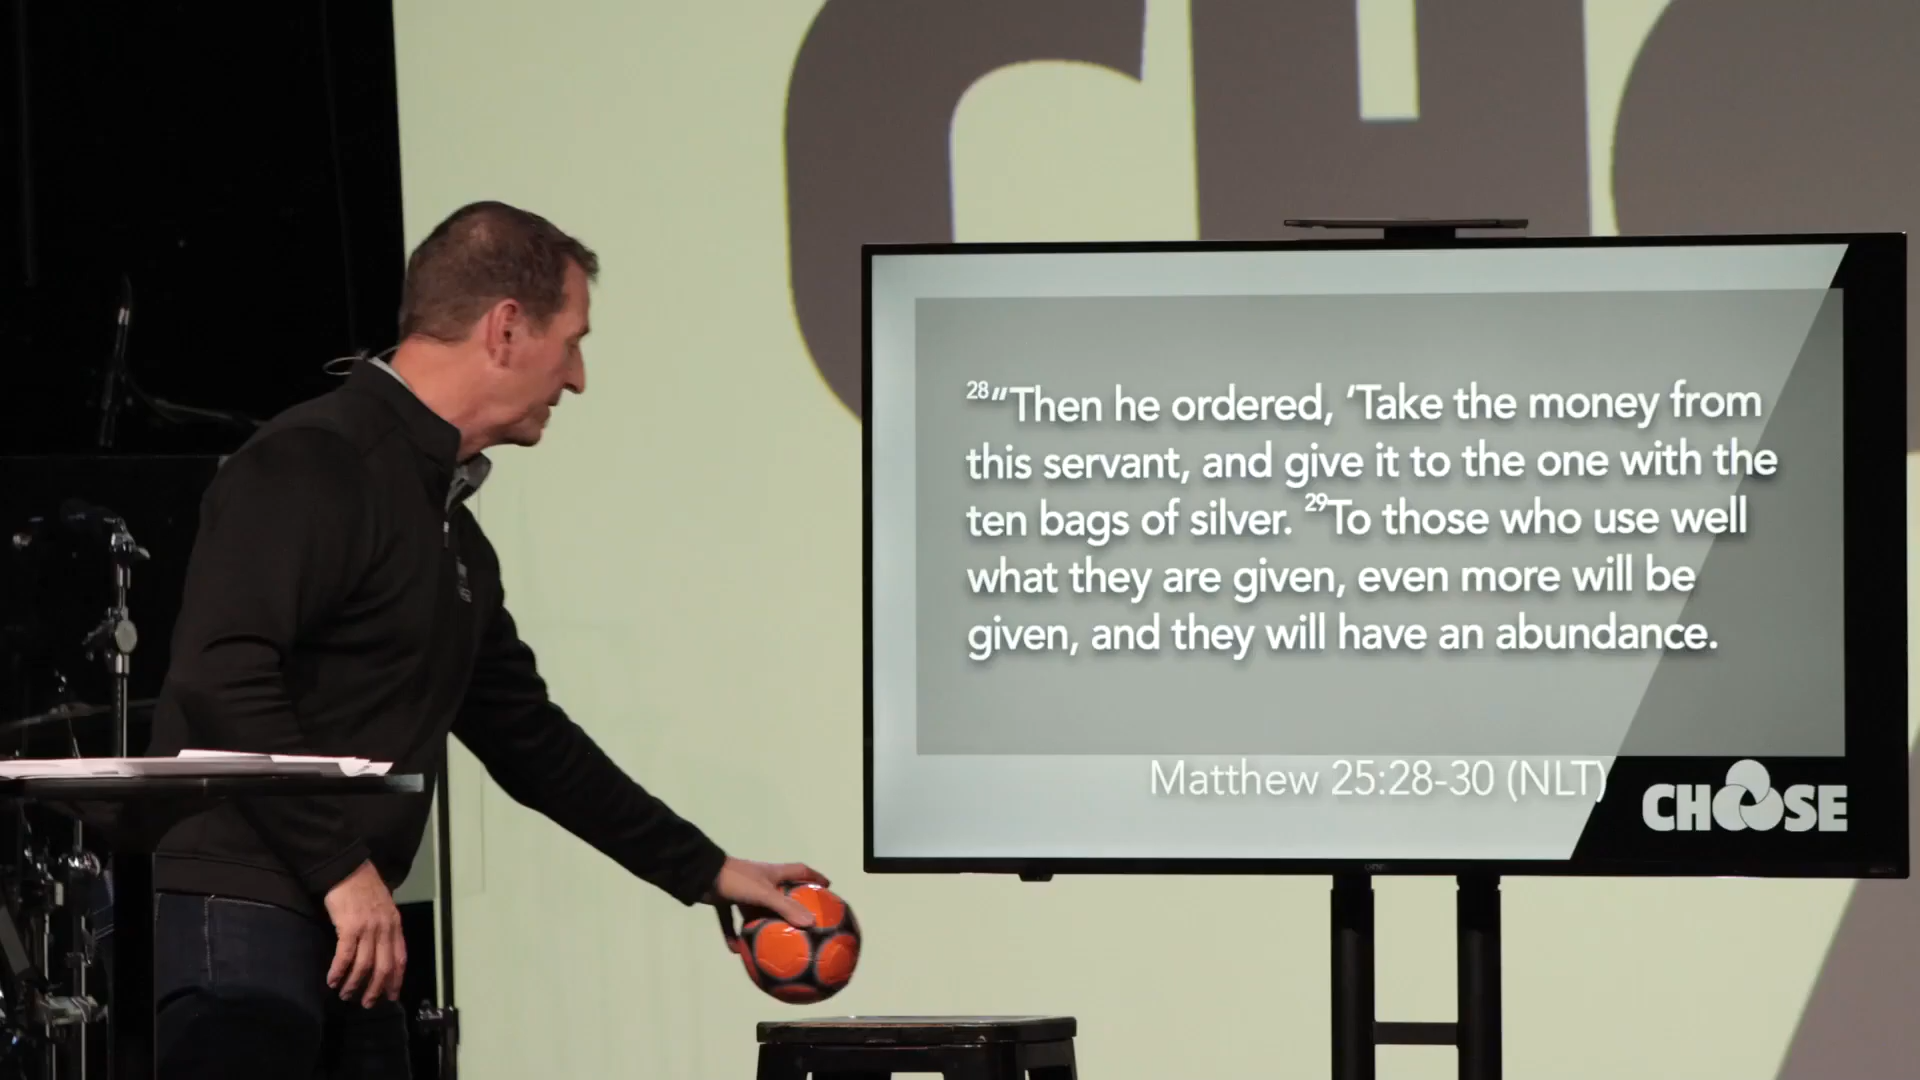 CHO
²⁸“Then he ordered, ‘Take the money from
this servant, and give it to the one with the
ten bags of silver. ²⁹To those who use well
what they are given, even more will be
given, and they will have an abundance.
Matthew 25:28-30 (NLT)
CHOOSE